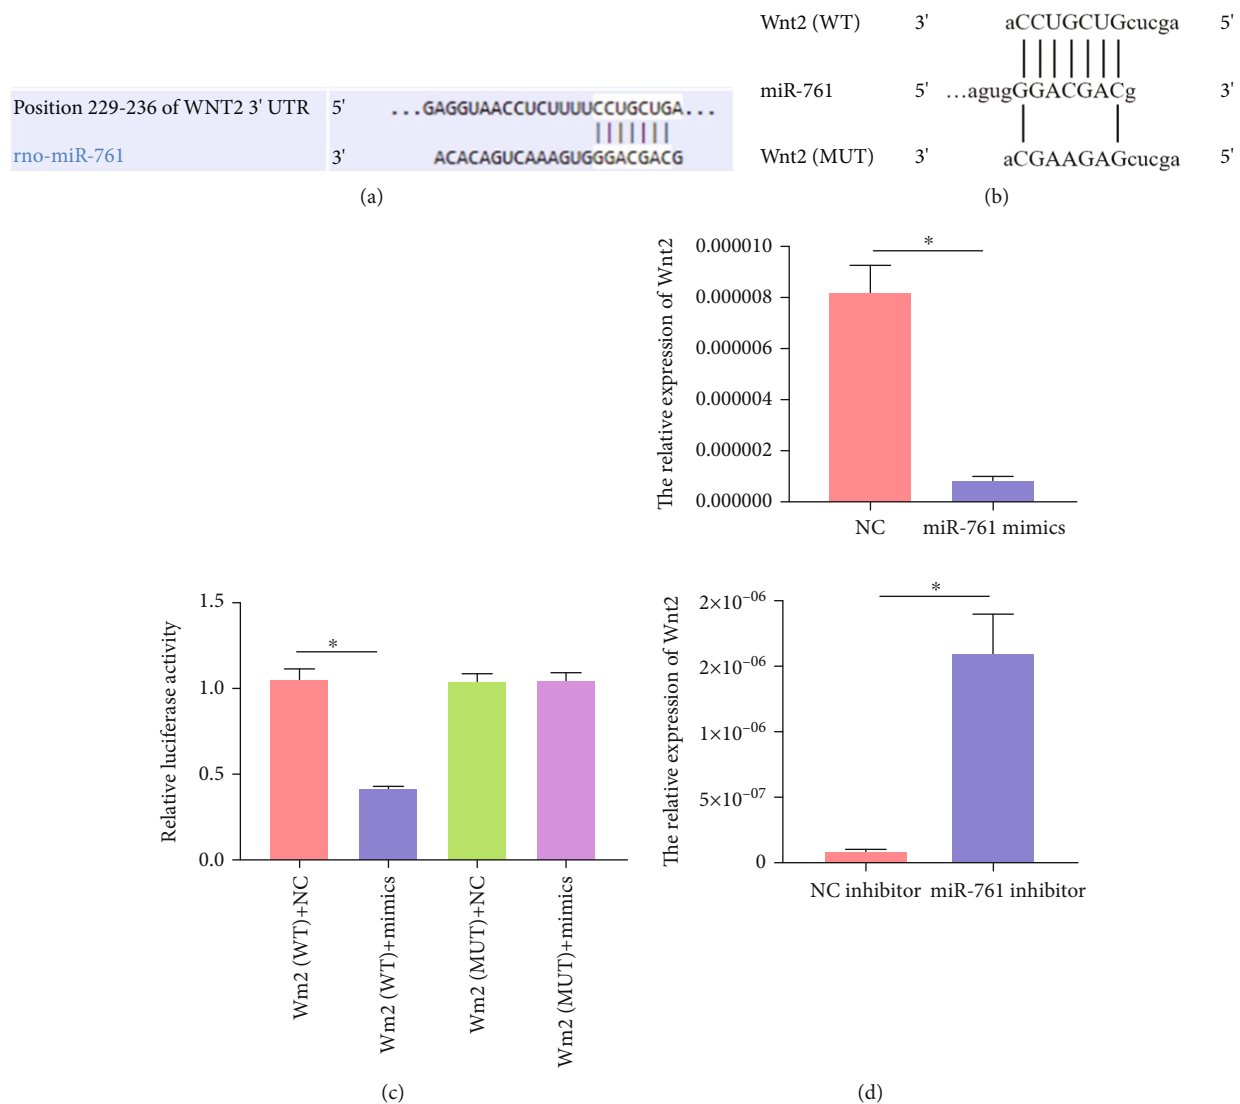 Position 229-236 of WNT2 3' UTR 5' ...GAGGUAACCUCUUUUCCUGCUGA...
rno-miR-761 3' ACACAGUCAAAGUGGGACGACG
(a)
Wnt2 (WT) 3' aCCUGCUGcucga 5'
miR-761 5' ...agugGGACGACg 3'
Wnt2 (MUT) 3' aCGAAGAGcucga 5'
(b)
Relative luciferase activity
1.5
1.0
0.5
0.0
*
Wm2 (WT)+NC
Wm2 (WT)+mimics
Wm2 (MUT)+NC
Wm2 (MUT)+mimics
(c)
The relative expression of Wnt2
0.000010
0.000008
0.000006
0.000004
0.000002
0.000000
*
NC miR-761 mimics
The relative expression of Wnt2
2×10⁻⁰⁶
2×10⁻⁰⁶
1×10⁻⁰⁶
5×10⁻⁰⁷
0
*
NC inhibitor miR-761 inhibitor
(d)